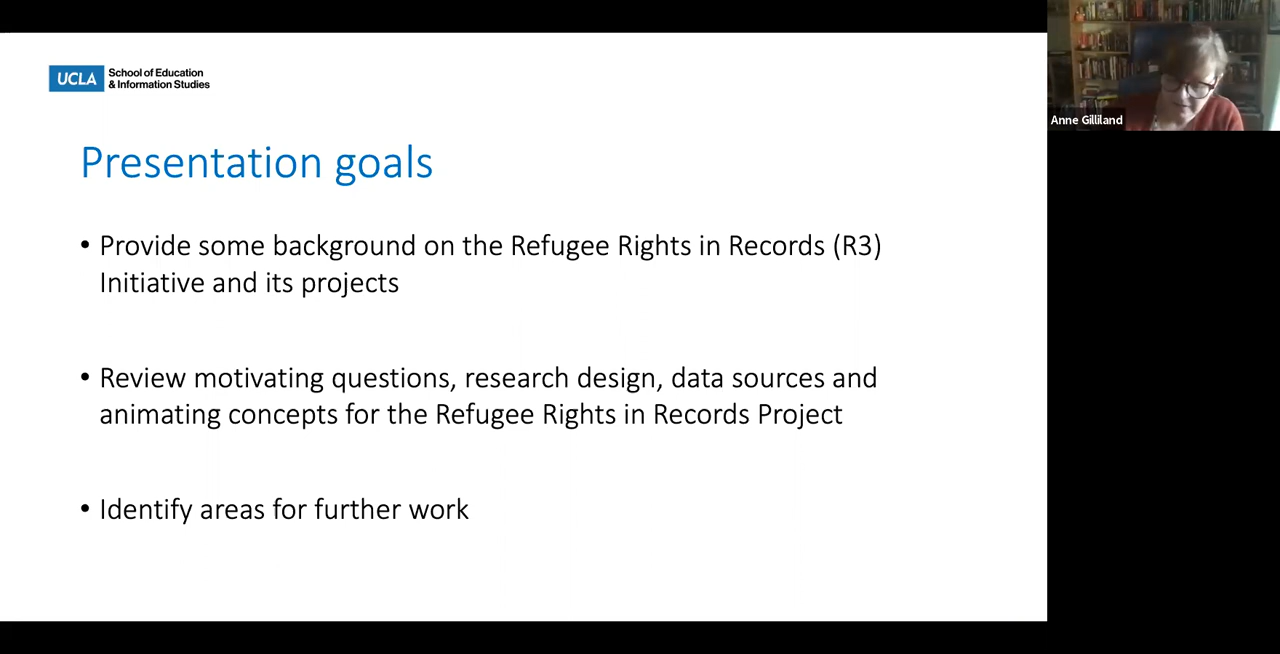 UCLA School of Education
& Information Studies
Anne Gilliland
Presentation goals
• Provide some background on the Refugee Rights in Records (R3)
Initiative and its projects
• Review motivating questions, research design, data sources and
animating concepts for the Refugee Rights in Records Project
• Identify areas for further work